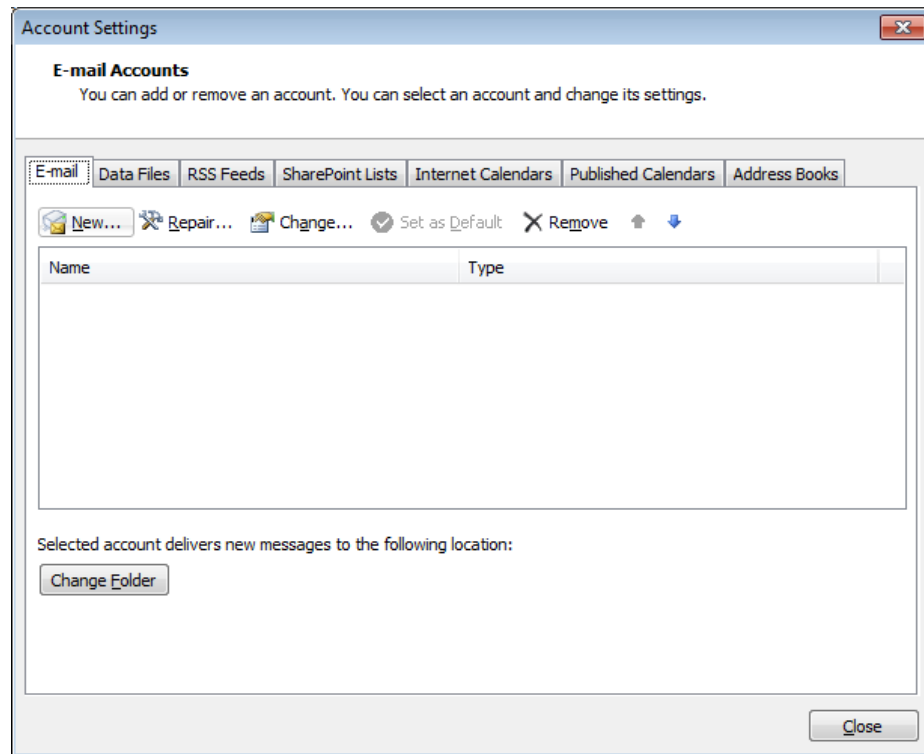 Account Settings
E-mail Accounts
You can add or remove an account. You can select an account and change its settings.
E-mail Data Files RSS Feeds SharePoint Lists Internet Calendars Published Calendars Address Books
New... Repair... Change... Set as Default Remove
Name Type
Selected account delivers new messages to the following location:
Change Folder
Close